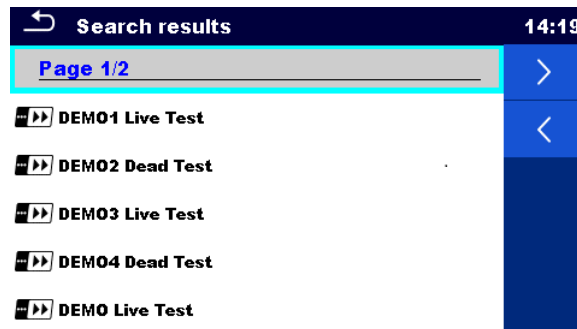 Search results 14:19
Page 1/2
DEMO1 Live Test
DEMO2 Dead Test
DEMO3 Live Test
DEMO4 Dead Test
DEMO Live Test